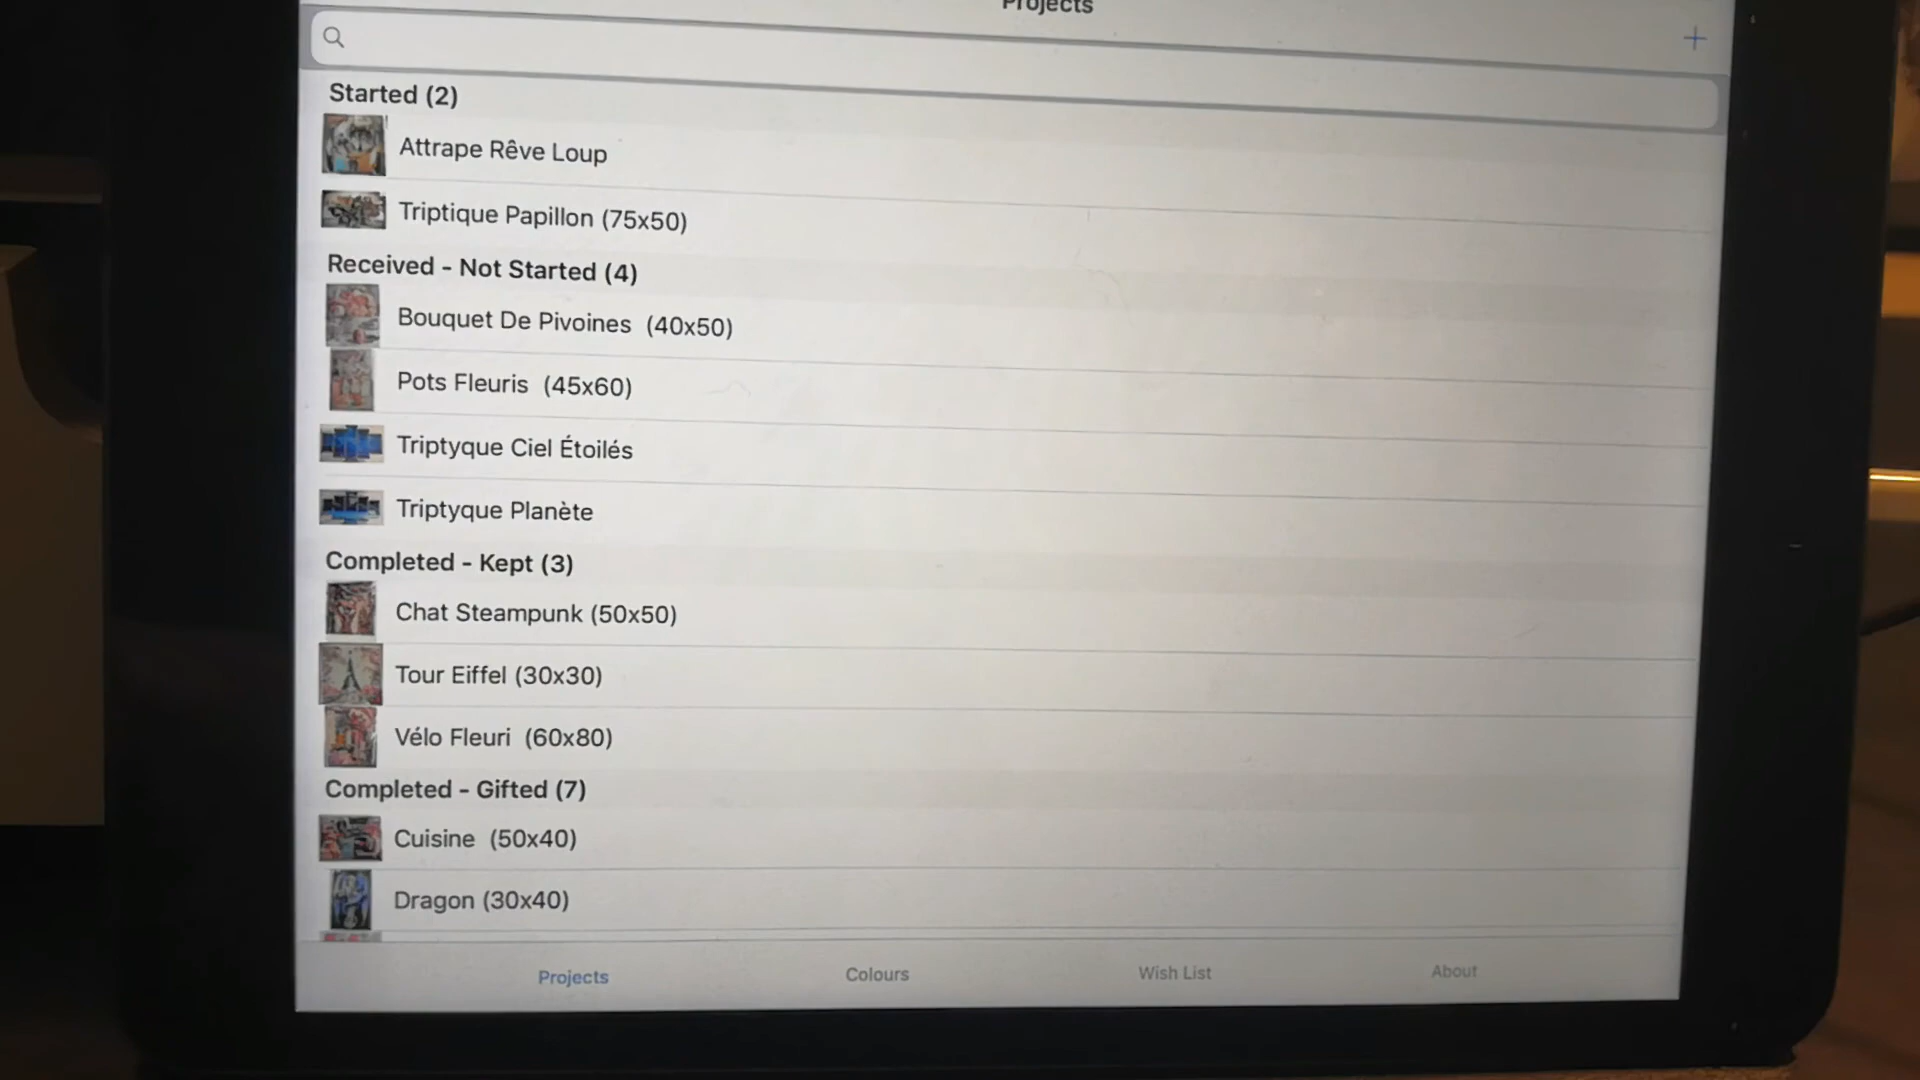 Projects
Started (2)
Attrape Rêve Loup
Triptique Papillon (75x50)
Received - Not Started (4)
Bouquet De Pivoines (40x50)
Pots Fleuris (45x60)
Triptyque Ciel Étoilés
Triptyque Planète
Completed - Kept (3)
Chat Steampunk (50x50)
Tour Eiffel (30x30)
Vélo Fleuri (60x80)
Completed - Gifted (7)
Cuisine (50x40)
Dragon (30x40)
Projects Colours Wish List About